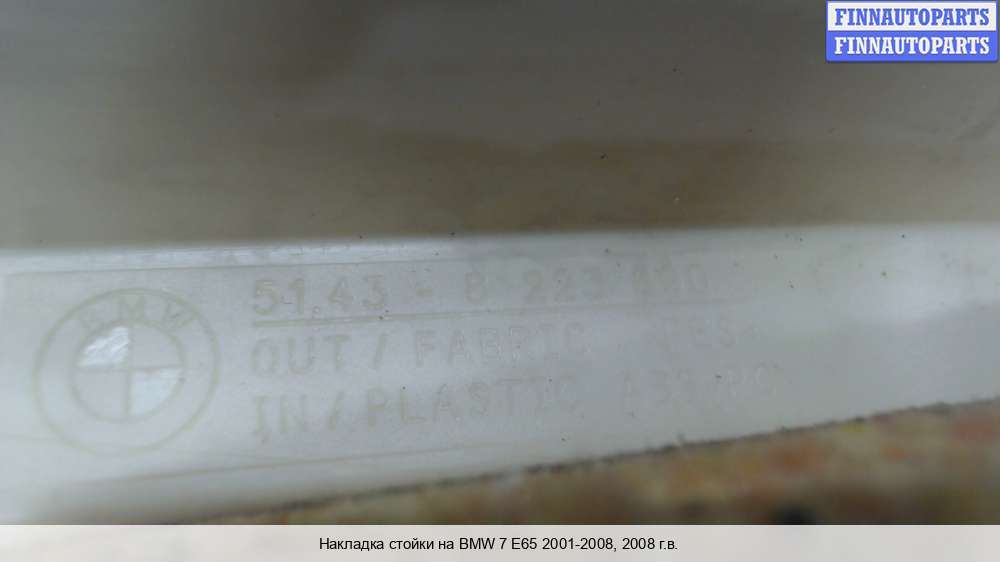 FINNAUTOPARTS
FINNAUTOPARTS
BMW
51.43 - 8 223
OUT / FABRIC
IN / PLASTIC
Накладка стойки на BMW 7 E65 2001-2008, 2008 г.в.